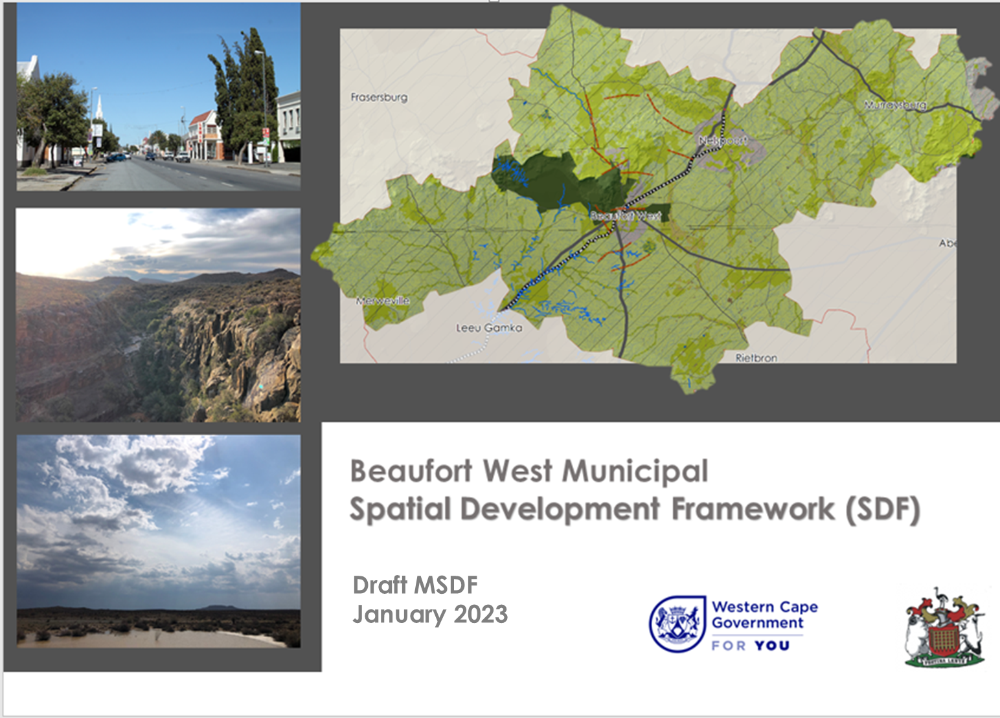 Frasersburg
Murraysburg
Nelspoort
Beaufort West
Merweville
Leeu Gamka
Abe
Rietbron
Beaufort West Municipal
Spatial Development Framework (SDF)
Draft MSDF
January 2023
Western Cape
Government
FOR YOU